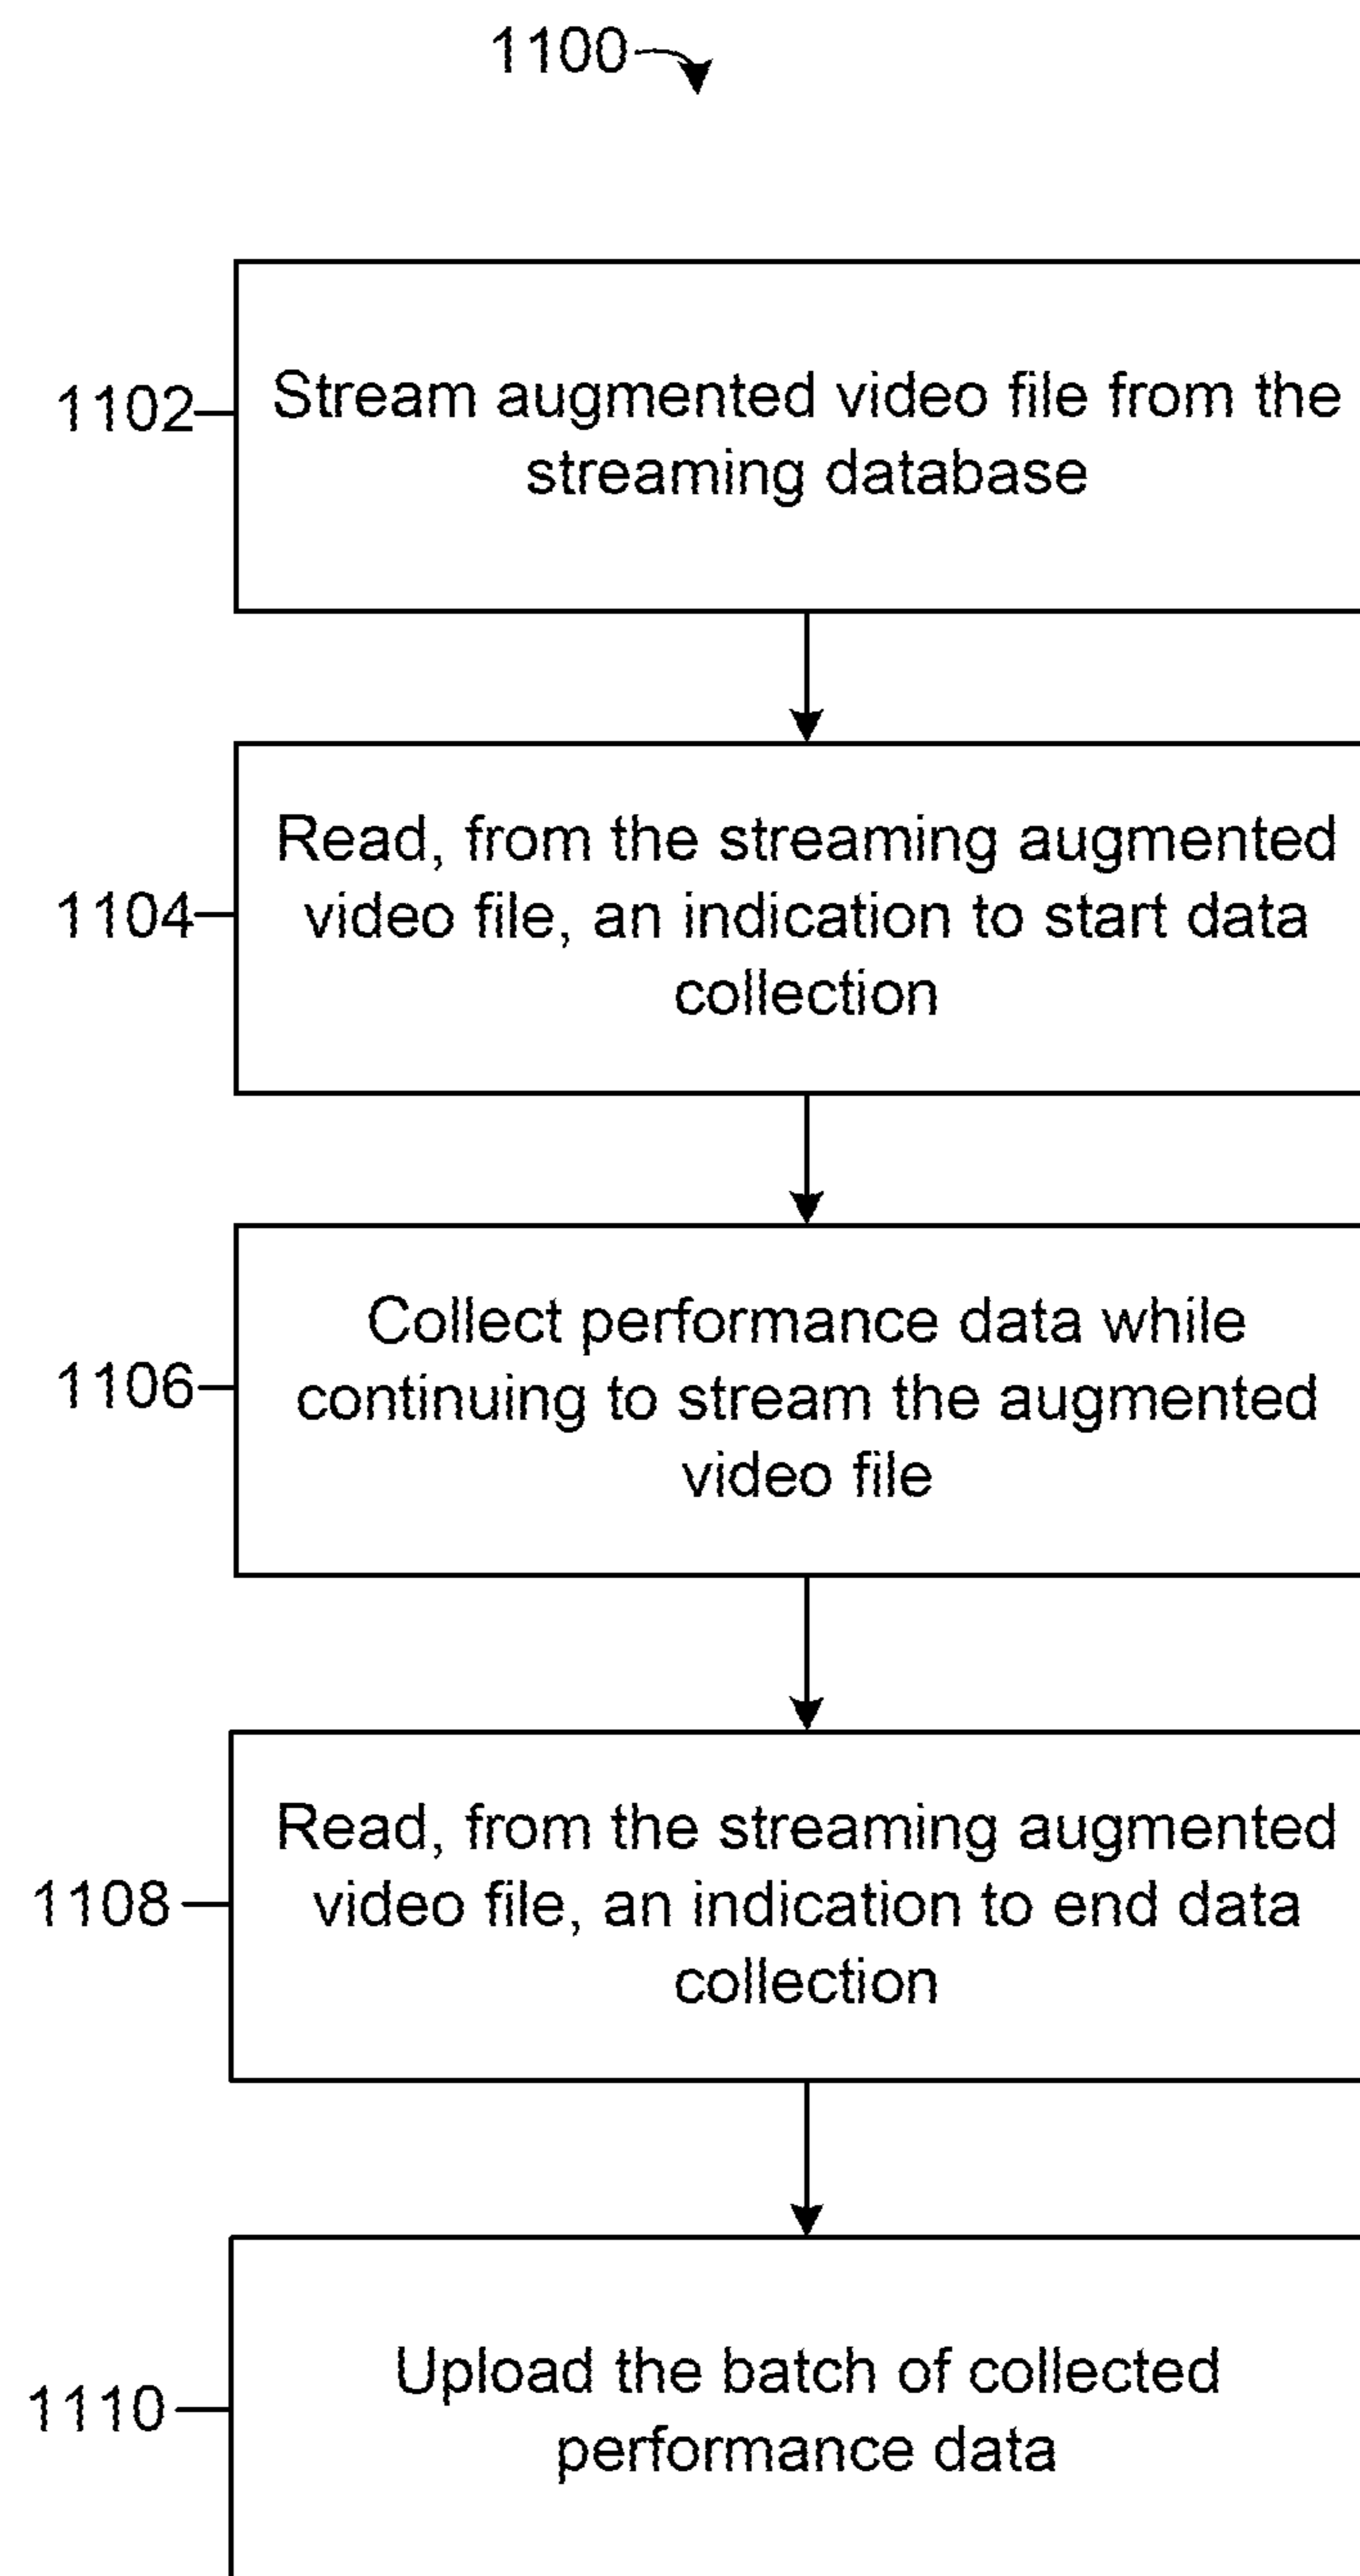 1100
1102
Stream augmented video file from the
streaming database
1104
Read, from the streaming augmented
video file, an indication to start data
collection
1106
Collect performance data while
continuing to stream the augmented
video file
1108
Read, from the streaming augmented
video file, an indication to end data
collection
1110
Upload the batch of collected
performance data